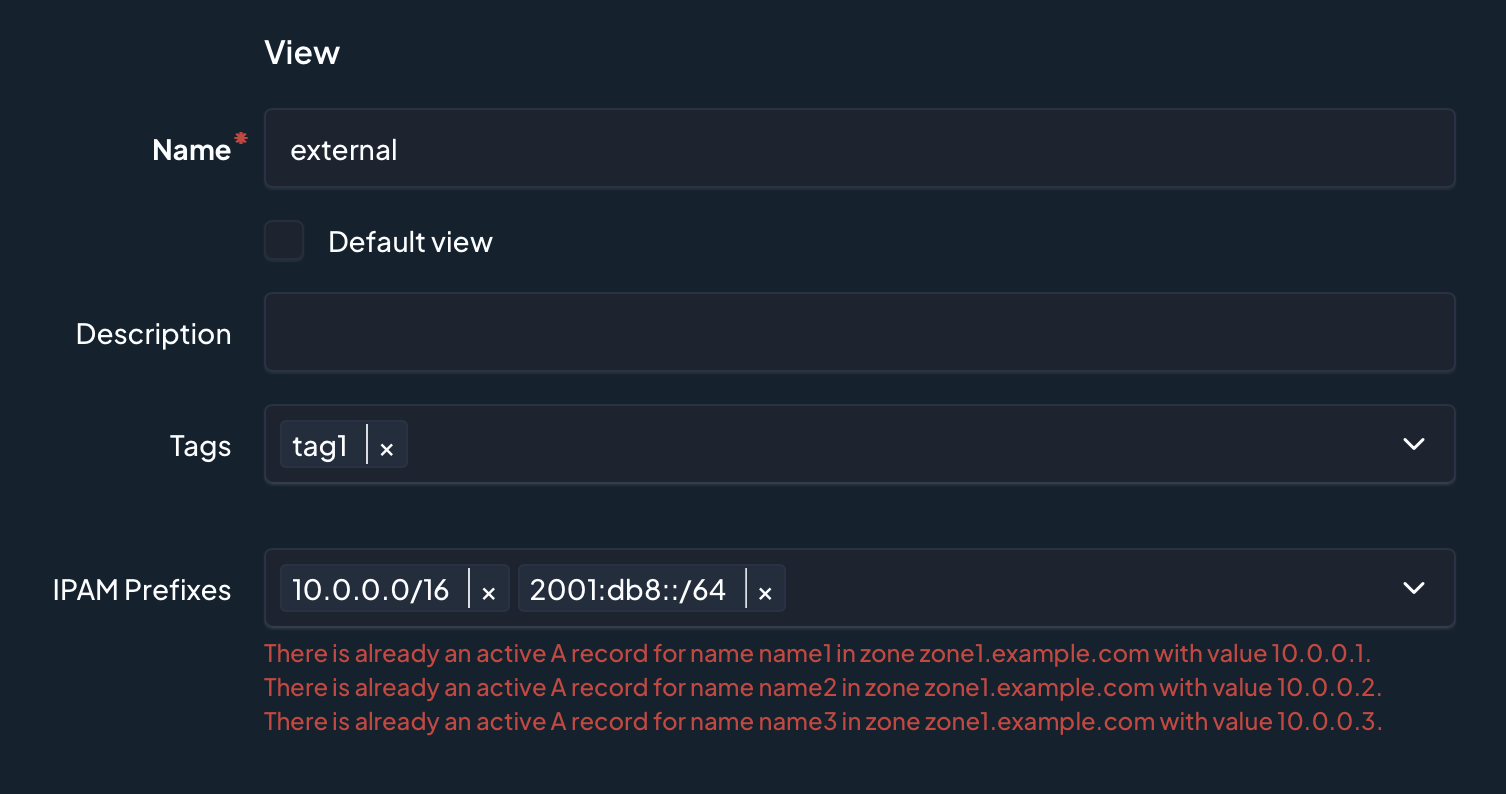 View
Name* external
Default view
Description
Tags tag1 ×
IPAM Prefixes 10.0.0.0/16 × 2001:db8::/64 ×
There is already an active A record for name name1 in zone zone1.example.com with value 10.0.0.1.
There is already an active A record for name name2 in zone zone1.example.com with value 10.0.0.2.
There is already an active A record for name name3 in zone zone1.example.com with value 10.0.0.3.